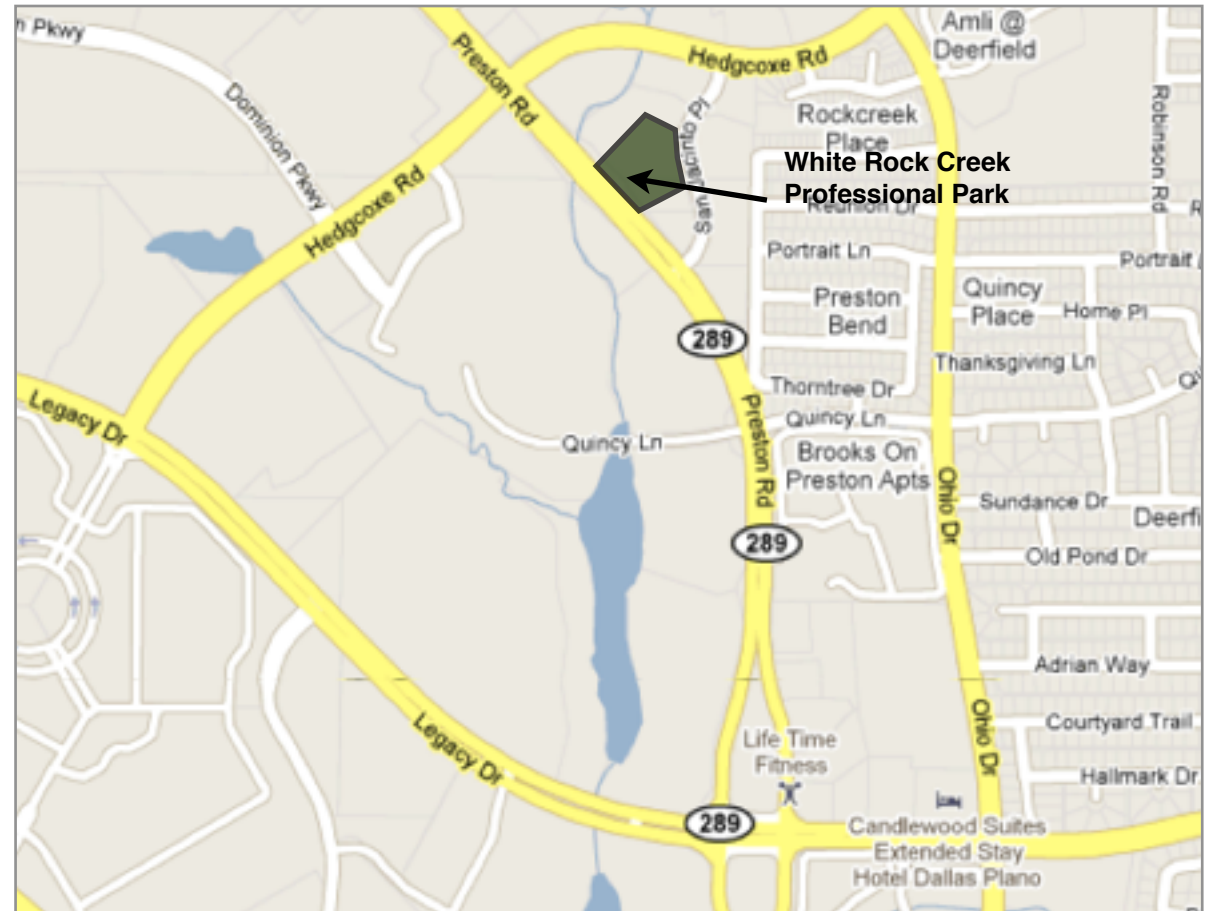 n Pkwy
Preston Rd
Hedgcoxe Rd
Amli @
Deerfield
Dominion Pkwy
Robinson Rd
Rockcreek
Place
San Jacinto Pl
White Rock Creek
Professional Park
Hedgcoxe Rd
Reunion Dr
R
Portrait Ln
Portrait
Preston
Bend
Quincy
Place
Home Pl
289
Thanksgiving Ln
Thorntree Dr
Legacy Dr
Preston Rd
Quincy Ln
Quincy Ln
Brooks On
Preston Apts
Ohio Dr
Sundance Dr
Deerfi
289
Old Pond Dr
Adrian Way
Ohio Dr
Courtyard Trail
Legacy Dr
Life Time
Fitness
Hallmark Dr
289
Candlewood Suites
Extended Stay
Hotel Dallas Plano